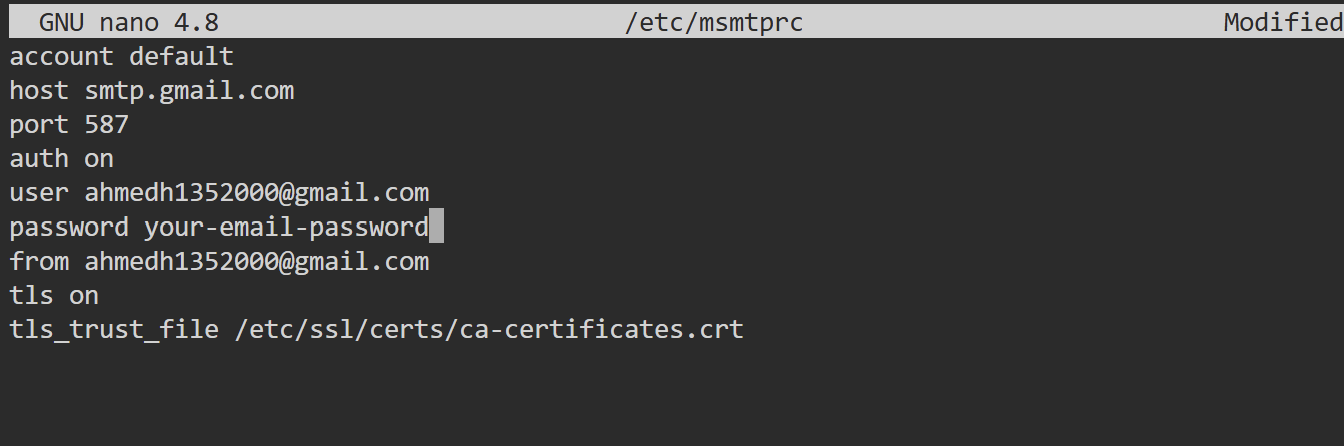 GNU nano 4.8 /etc/msmtprc Modified
account default
host smtp.gmail.com
port 587
auth on
user ahmedh1352000@gmail.com
password your-email-password
from ahmedh1352000@gmail.com
tls on
tls_trust_file /etc/ssl/certs/ca-certificates.crt